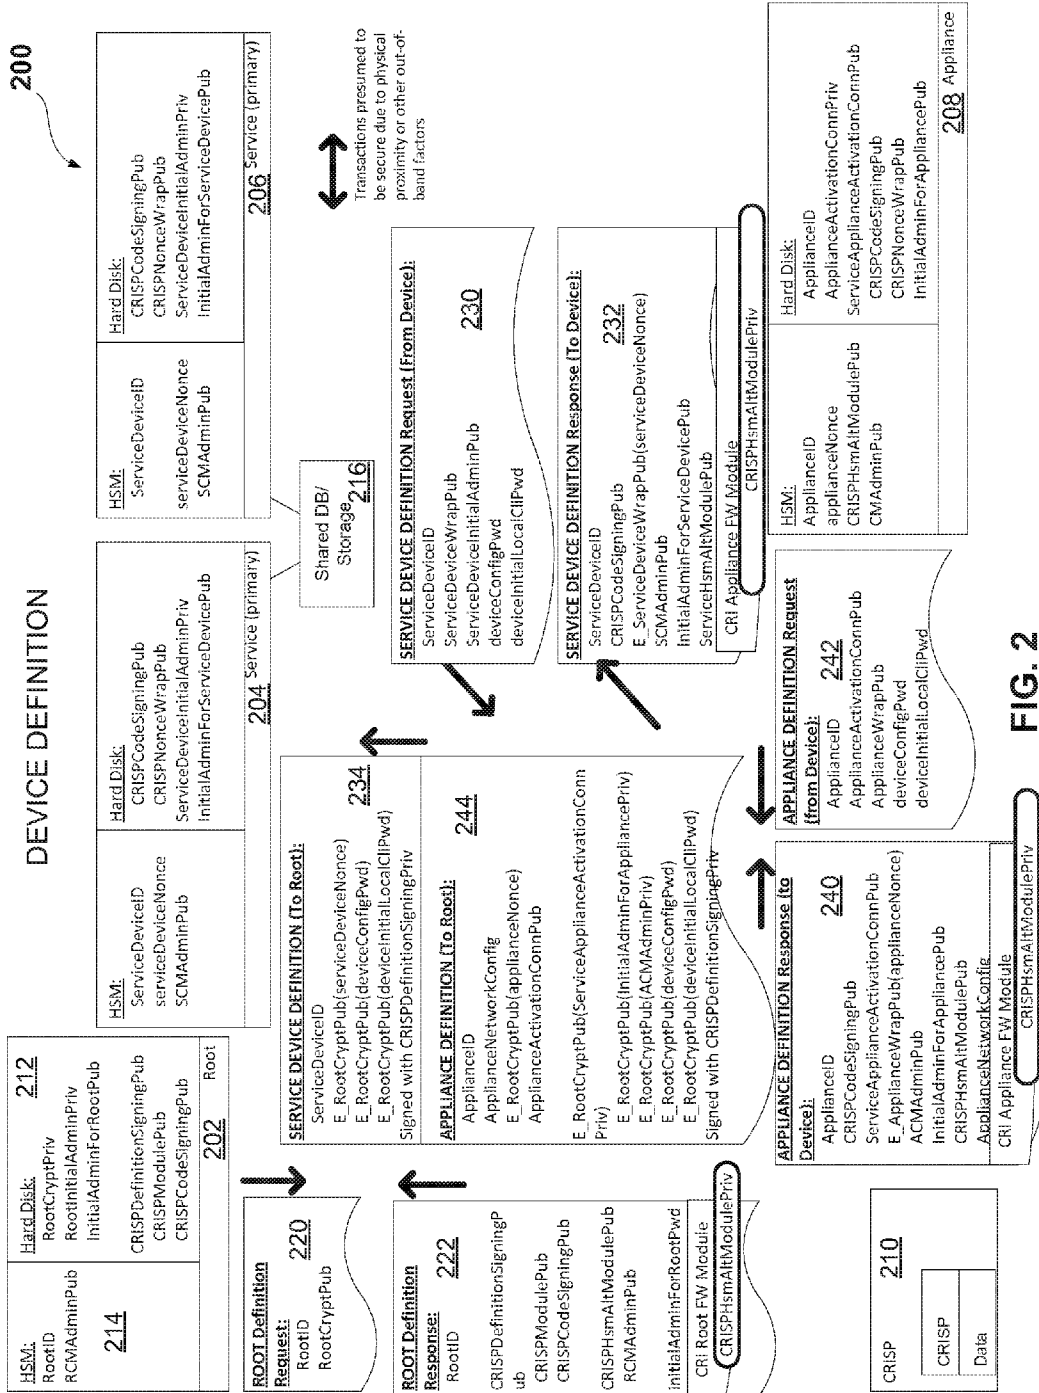 DEVICE DEFINITION
200
HSM:
RootID
RCMAdminPub
214
Hard Disk:
212
RootCryptPriv
RootInitialAdminPriv
InitialAdminForRootPub
CRISPDefinitionSigningPub
CRISPModulePub
CRISPCodeSigningPub
202
Root
HSM:
ServiceDeviceID
serviceDeviceNonce
SCMAdminPub
Hard Disk:
CRISPCodeSigningPub
CRISPNonceWrapPub
ServiceDeviceInitialAdminPriv
InitialAdminForServiceDevicePub
204
Service (primary)
HSM:
ServiceDeviceID
serviceDeviceNonce
SCMAdminPub
Hard Disk:
CRISPCodeSigningPub
CRISPNonceWrapPub
ServiceDeviceInitialAdminPriv
InitialAdminForServiceDevicePub
206
Service (primary)
Shared DB/
Storage
216
Transactions presumed to
be secure due to physical
proximity or other out-of-
band factors
ROOT Definition
Request:
220
RootID
RootCryptPub
ROOT Definition
Response:
222
RootID
CRISPDefinitionSigningP
ub
CRISPModulePub
CRISPCodeSigningPub
CRISPHsmAltModulePub
RCMAdminPub
initialAdminForRootPwd
CRI Root FW Module
CRISPHsmAltModulePriv
SERVICE DEVICE DEFINITION (To Root):
ServiceDeviceID
234
E_RootCryptPub(serviceDeviceNonce)
E_RootCryptPub(deviceConfigPwd)
E_RootCryptPub(deviceInitialLocalCliPwd)
Signed with CRISPDefinitionSigningPriv
APPLIANCE DEFINITION (To Root):
244
ApplianceID
ApplianceNetworkConfig
E_RootCryptPub(applianceNonce)
ApplianceActivationConnPub
E_RootCryptPub(ServiceApplianceActivationConn
Priv)
E_RootCryptPub(InitialAdminForAppliancePriv)
E_RootCryptPub(ACMAdminPriv)
E_RootCryptPub(deviceConfigPwd)
E_RootCryptPub(deviceInitialLocalCliPwd)
Signed with CRISPDefinitionSigningPriv
SERVICE DEVICE DEFINITION Request (From Device):
ServiceDeviceID
230
ServiceDeviceWrapPub
ServiceDeviceInitialAdminPub
deviceConfigPwd
deviceInitialLocalCliPwd
SERVICE DEVICE DEFINITION Response (To Device):
ServiceDeviceID
232
CRISPCodeSigningPub
E_ServiceDeviceWrapPub(serviceDeviceNonce)
SCMAdminPub
InitialAdminForServiceDevicePub
ServiceHsmAltModulePub
CRI Appliance FW Module
CRISPHsmAltModulePriv
CRISP
210
CRISP
Data
APPLIANCE DEFINITION Response (to
Device):
240
ApplianceID
CRISPCodeSigningPub
ServiceApplianceActivationConnPub
E_ApplianceWrapPub(applianceNonce)
ACMAdminPub
InitialAdminForAppliancePub
CRISPHsmAltModulePub
ApplianceNetworkConfig
CRI Appliance FW Module
CRISPHsmAltModulePriv
APPLIANCE DEFINITION Request
(from Device):
242
ApplianceID
ApplianceActivationConnPub
ApplianceWrapPub
deviceConfigPwd
deviceInitialLocalCliPwd
HSM:
ApplianceID
applianceNonce
CRISPHsmAltModulePub
CMAdminPub
Hard Disk:
ApplianceID
ApplianceActivationConnPriv
ServiceApplianceActivationConnPub
CRISPCodeSigningPub
CRISPNonceWrapPub
InitialAdminForAppliancePub
208
Appliance
FIG. 2